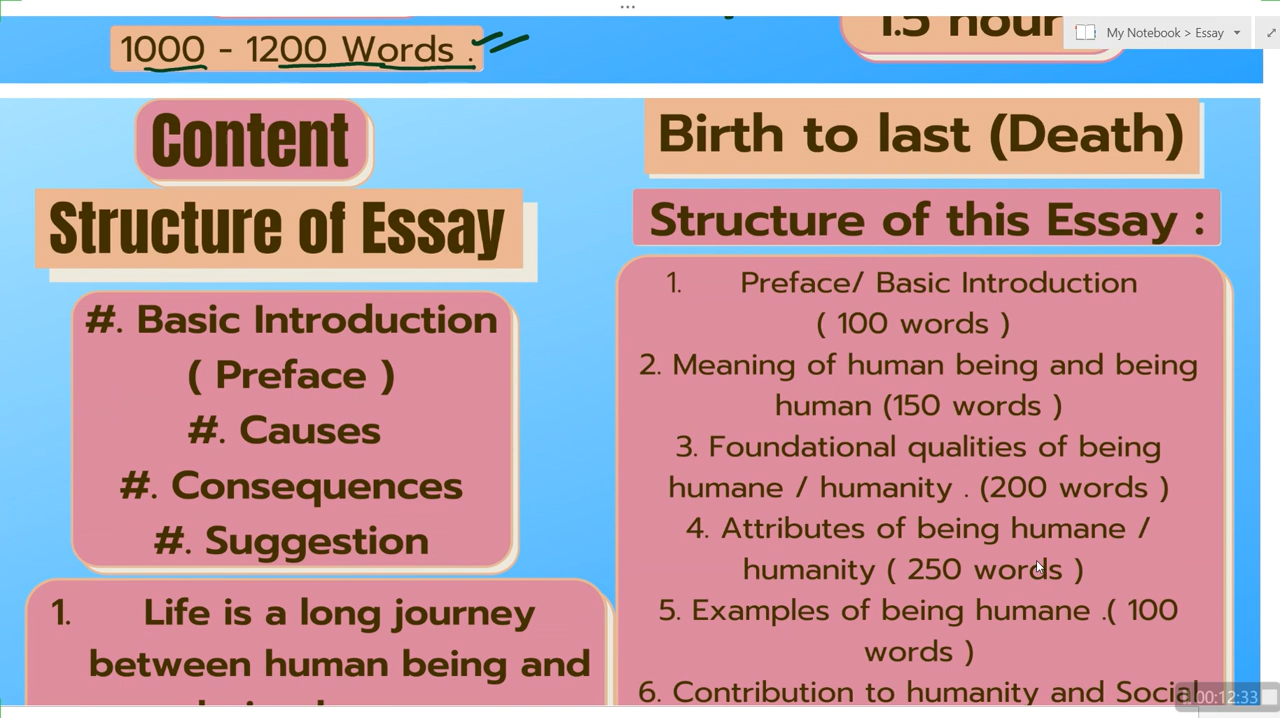 1000 - 1200 Words .
1.5 hour
My Notebook > Essay
Content
Structure of Essay
#. Basic Introduction
( Preface )
#. Causes
#. Consequences
#. Suggestion
1. Life is a long journey
between human being and
Birth to last (Death)
Structure of this Essay :
1. Preface/ Basic Introduction
( 100 words )
2. Meaning of human being and being
human (150 words )
3. Foundational qualities of being
humane / humanity . (200 words )
4. Attributes of being humane /
humanity ( 250 words )
5. Examples of being humane .( 100
words )
6. Contribution to humanity and Social
00:12:33